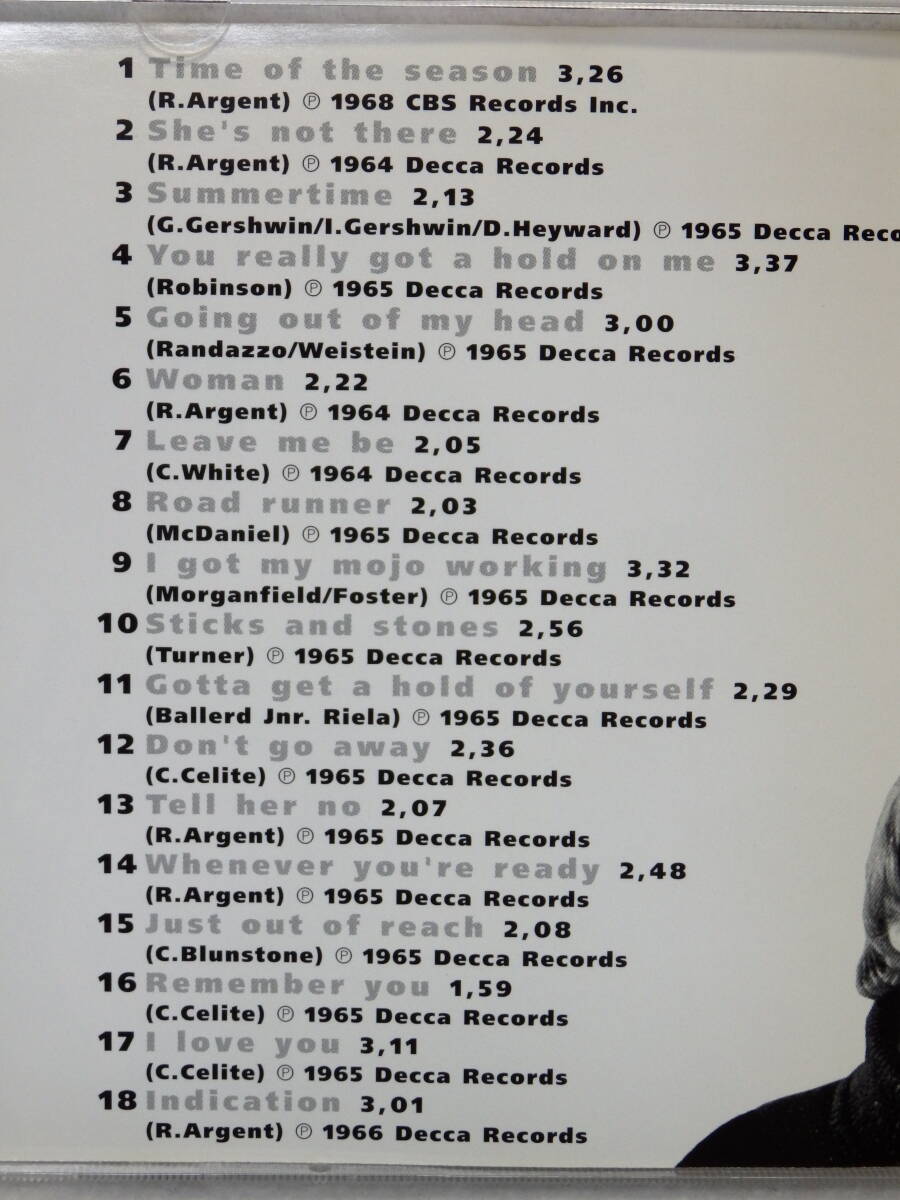 1 Time of the season 3,26
(R.Argent) ℗ 1968 CBS Records Inc.
2 She's not there 2,24
(R.Argent) ℗ 1964 Decca Records
3 Summertime 2,13
(G.Gershwin/I.Gershwin/D.Heyward) ℗ 1965 Decca Reco
4 You really got a hold on me 3,37
(Robinson) ℗ 1965 Decca Records
5 Going out of my head 3,00
(Randazzo/Weistein) ℗ 1965 Decca Records
6 Woman 2,22
(R.Argent) ℗ 1964 Decca Records
7 Leave me be 2,05
(C.White) ℗ 1964 Decca Records
8 Road runner 2,03
(McDaniel) ℗ 1965 Decca Records
9 I got my mojo working 3,32
(Morganfield/Foster) ℗ 1965 Decca Records
10 Sticks and stones 2,56
(Turner) ℗ 1965 Decca Records
11 Gotta get a hold of yourself 2,29
(Ballerd Jnr. Riela) ℗ 1965 Decca Records
12 Don't go away 2,36
(C.Celite) ℗ 1965 Decca Records
13 Tell her no 2,07
(R.Argent) ℗ 1965 Decca Records
14 Whenever you're ready 2,48
(R.Argent) ℗ 1965 Decca Records
15 Just out of reach 2,08
(C.Blunstone) ℗ 1965 Decca Records
16 Remember you 1,59
(C.Celite) ℗ 1965 Decca Records
17 I love you 3,11
(C.Celite) ℗ 1965 Decca Records
18 Indication 3,01
(R.Argent) ℗ 1966 Decca Records